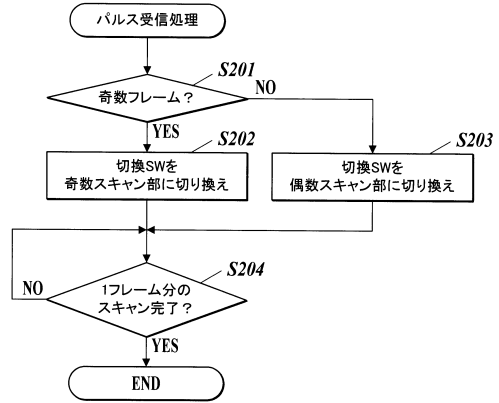 パルス受信処理
S201
奇数フレーム？
NO
YES
S202
切換SWを
奇数スキャン部に切り換え
S203
切換SWを
偶数スキャン部に切り換え
S204
1フレーム分の
スキャン完了？
NO
YES
END